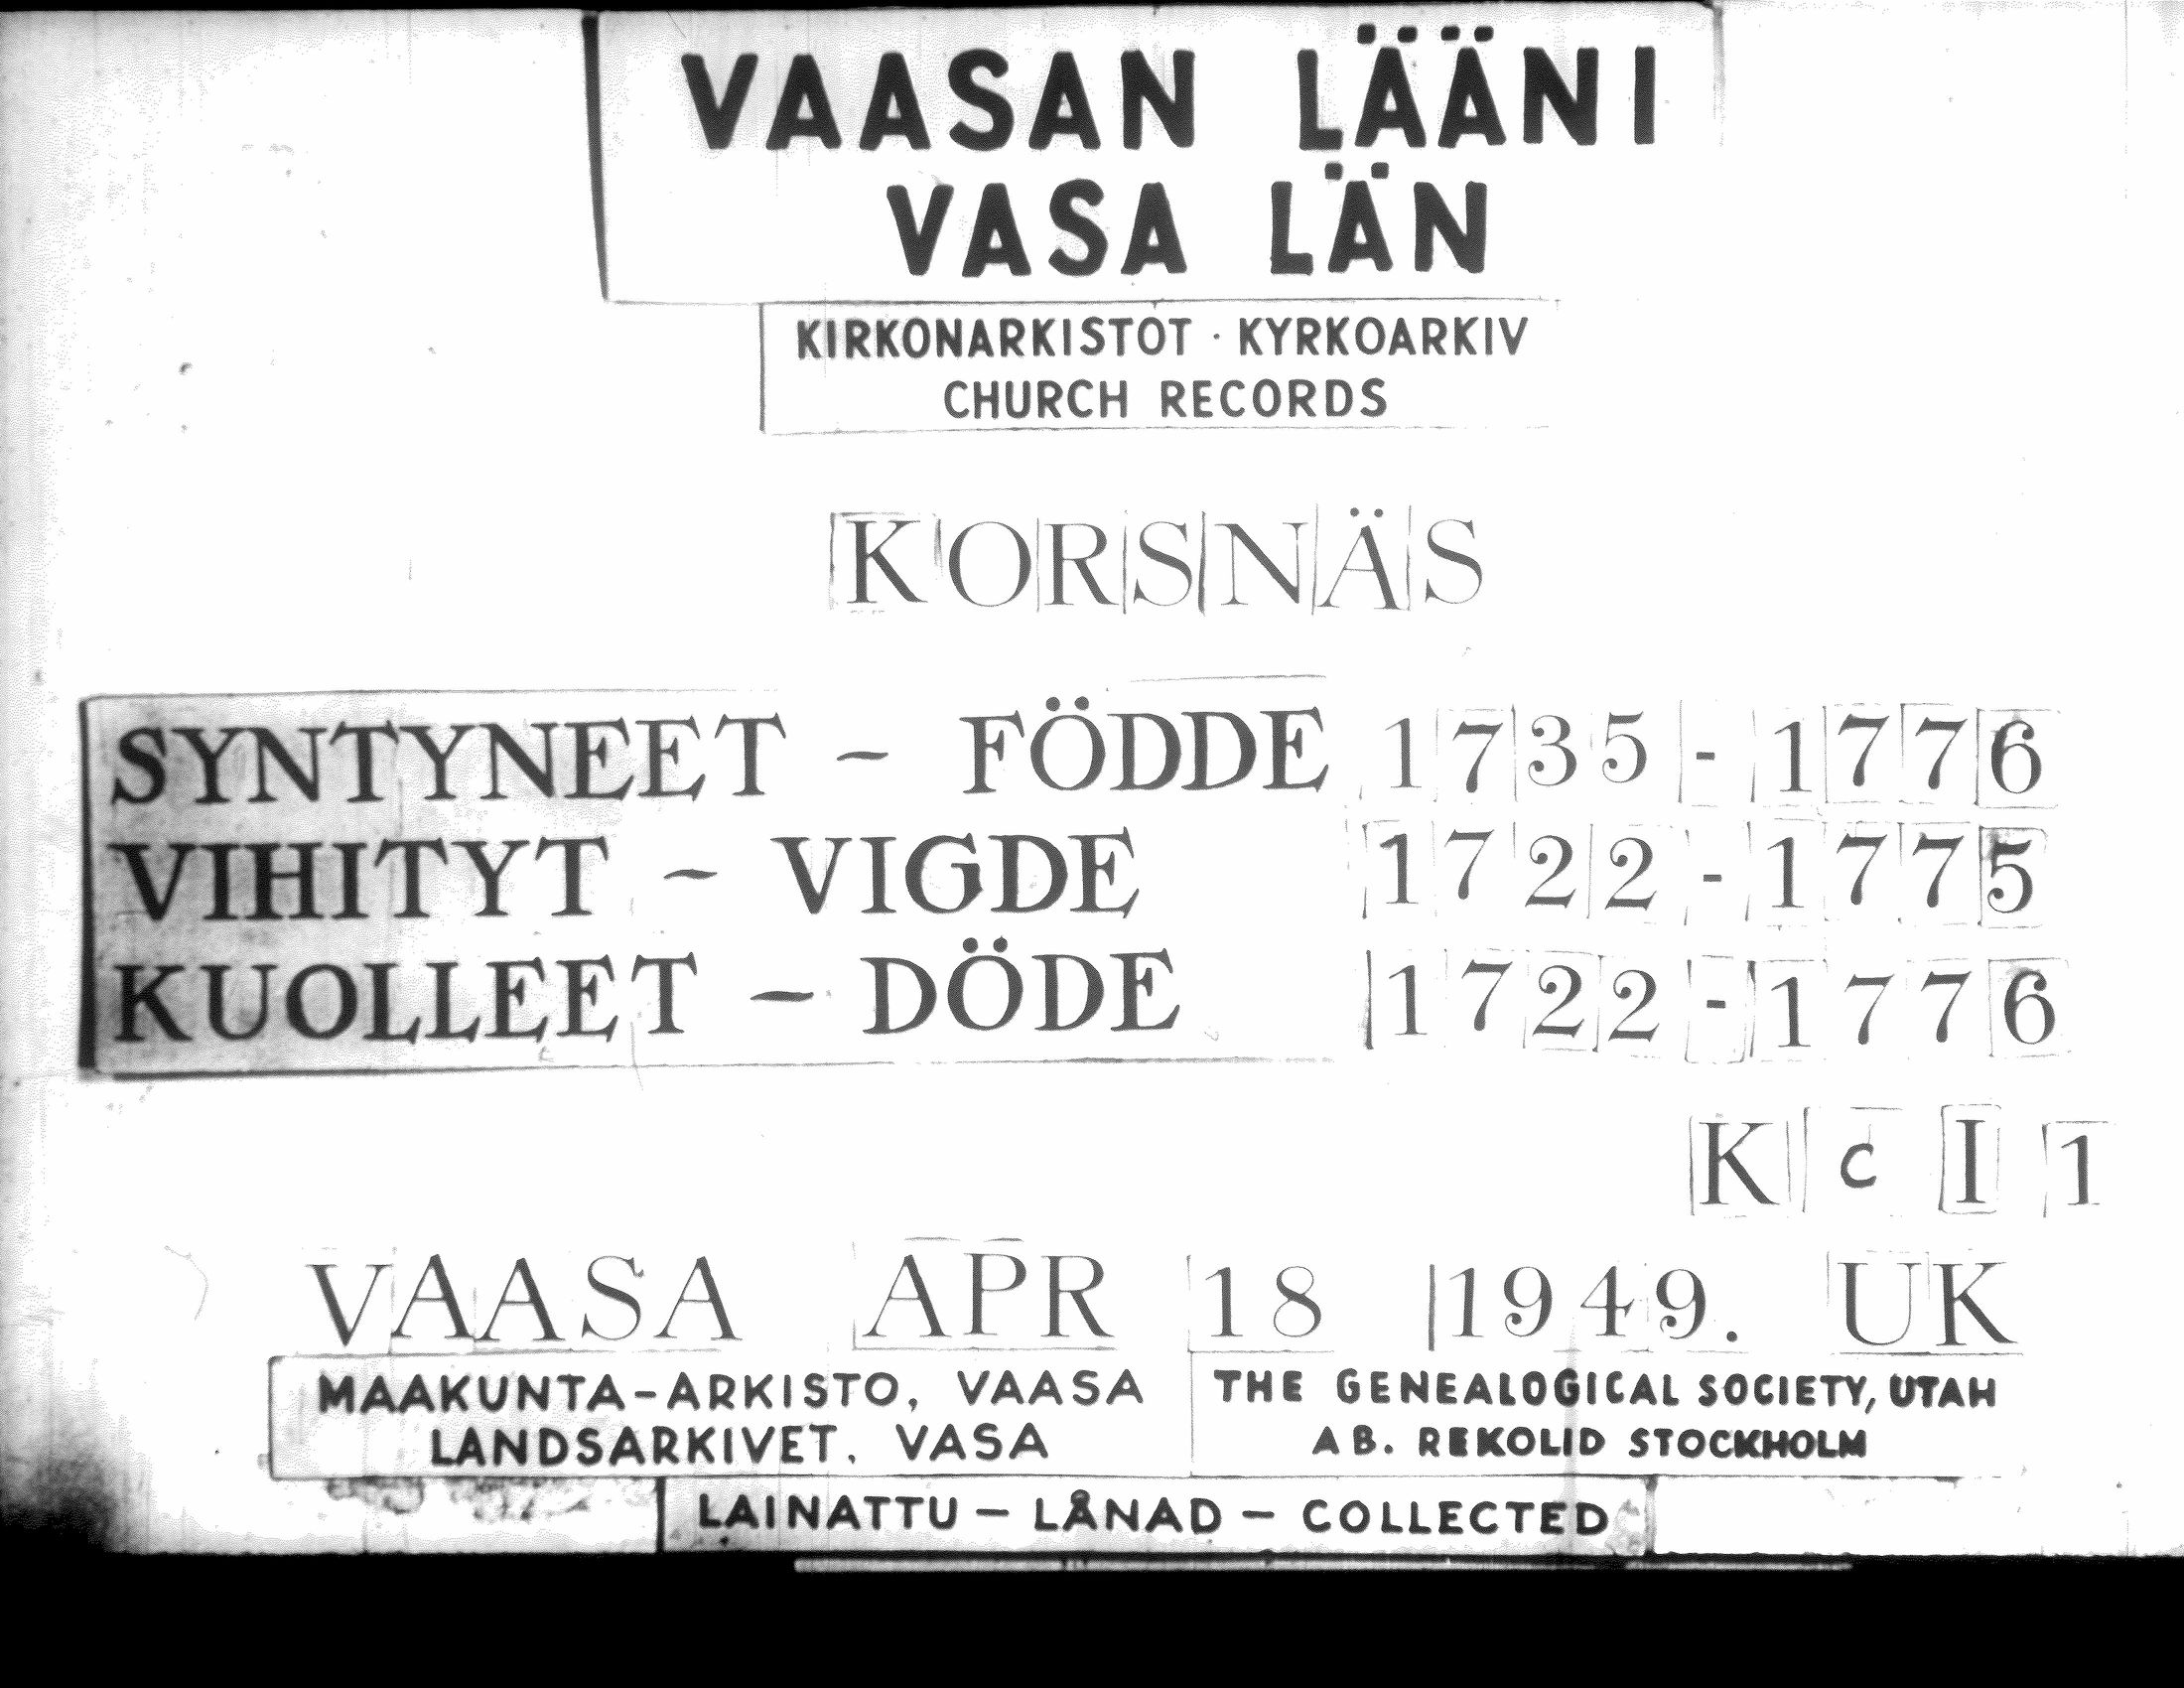 VAASAN LÄÄNI
VASA LÄN
KIRKONARKISTOT · KYRKOARKIV
CHURCH RECORDS
KORSNÄS
SYNTYNEET - FÖDDE 1735 - 1776
VIHITYT - VIGDE 1722 - 1775
KUOLLEET - DÖDE 1722 - 1776
K c I 1
VAASA APR 18 1949. UK
MAAKUNTA-ARKISTO, VAASA
LANDSARKIVET, VASA
THE GENEALOGICAL SOCIETY, UTAH
AB. REKOLID STOCKHOLM
LAINATTU - LÅNAD - COLLECTED